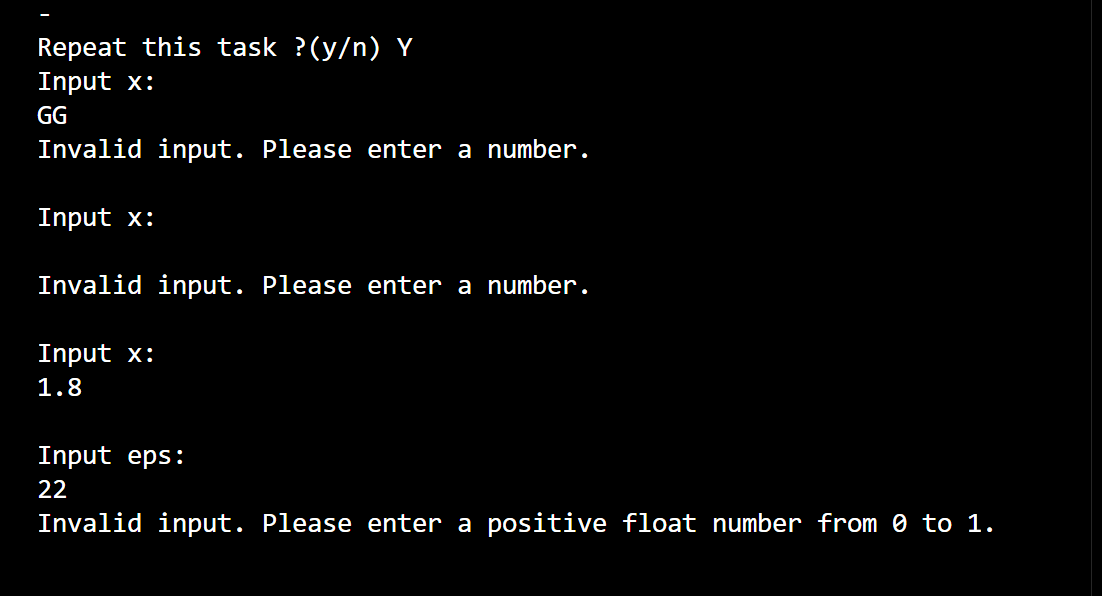 -
Repeat this task ?(y/n) Y
Input x:
GG
Invalid input. Please enter a number.
Input x:
Invalid input. Please enter a number.
Input x:
1.8
Input eps:
22
Invalid input. Please enter a positive float number from 0 to 1.